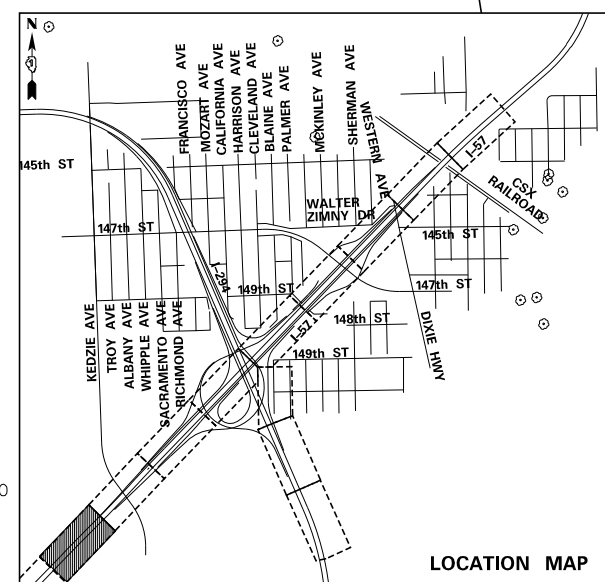 N
FRANCISCO AVE
MOZART AVE
CALIFORNIA AVE
HARRISON AVE
CLEVELAND AVE
BLAINE AVE
PALMER AVE
MCKINLEY AVE
SHERMAN AVE
WESTERN AVE
I-57
CSX
RAILROAD
145th ST
WALTER
ZIMNY DR
147th ST
145th ST
I-294
149th ST
147th ST
148th ST
I-57
149th ST
DIXIE HWY
KEDZIE AVE
TROY AVE
ALBANY AVE
WHIPPLE AVE
SACRAMENTO AVE
RICHMOND AVE
LOCATION MAP